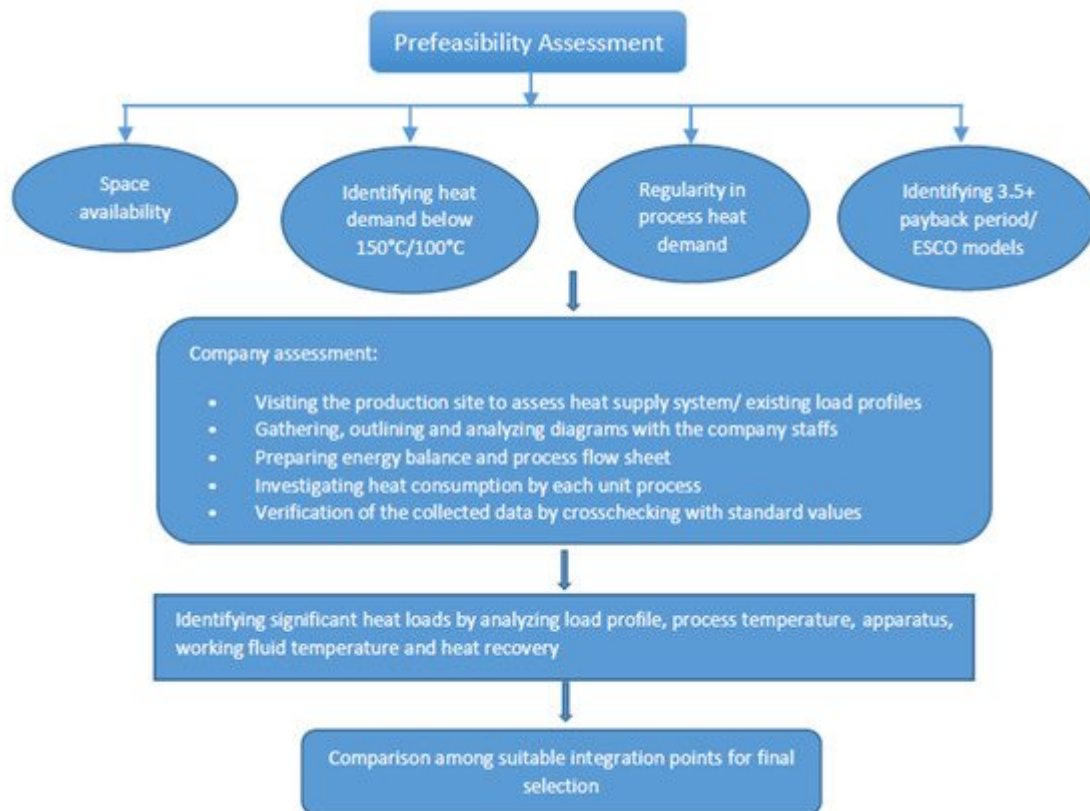 Prefeasibility Assessment
Space
availability
Identifying heat
demand below
150°C/100°C
Regularity in
process heat
demand
Identifying 3.5+
payback period/
ESCO models
Company assessment:
• Visiting the production site to assess heat supply system/ existing load profiles
• Gathering, outlining and analyzing diagrams with the company staffs
• Preparing energy balance and process flow sheet
• Investigating heat consumption by each unit process
• Verification of the collected data by crosschecking with standard values
Identifying significant heat loads by analyzing load profile, process temperature, apparatus,
working fluid temperature and heat recovery
Comparison among suitable integration points for final
selection